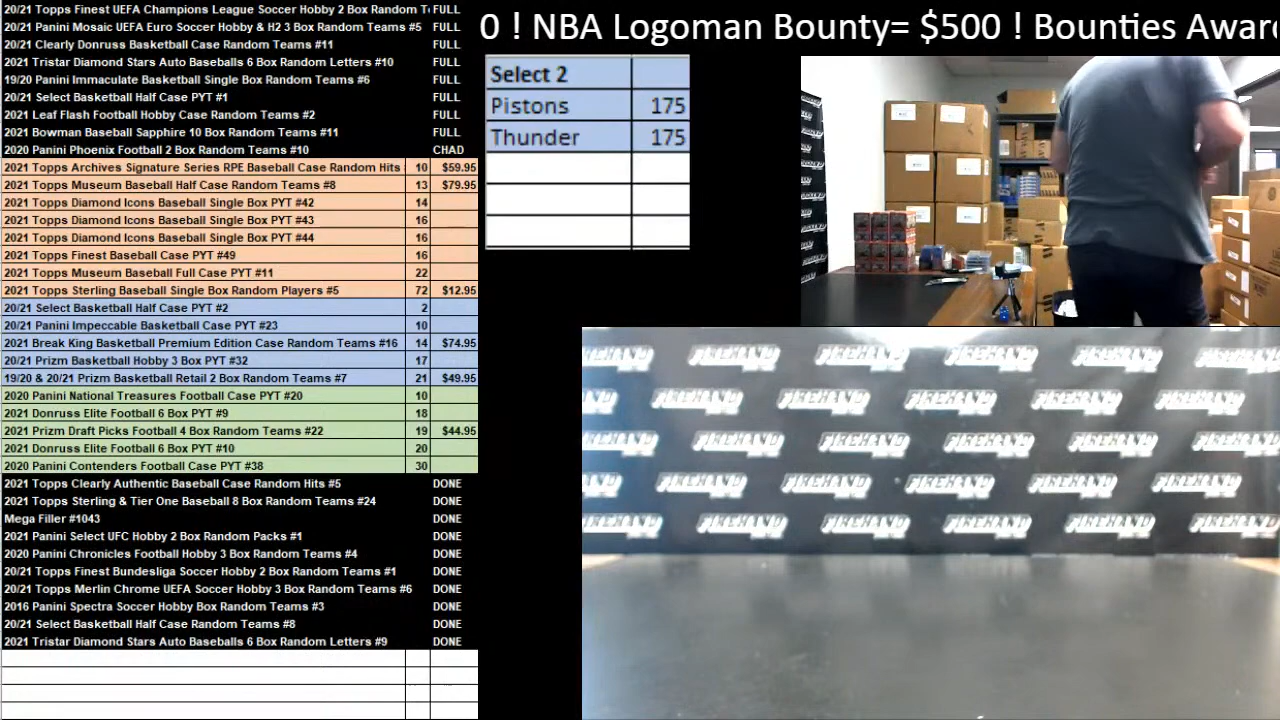 20/21 Topps Finest UEFA Champions League Soccer Hobby 2 Box Random T FULL
20/21 Panini Mosaic UEFA Euro Soccer Hobby & H2 3 Box Random Teams #5 FULL
20/21 Clearly Donruss Basketball Case Random Teams #11 FULL
2021 Tristar Diamond Stars Auto Baseballs 6 Box Random Letters #10 FULL
19/20 Panini Immaculate Basketball Single Box Random Teams #6 FULL
20/21 Select Basketball Half Case PYT #1 FULL
2021 Leaf Flash Football Hobby Case Random Teams #2 FULL
2021 Bowman Baseball Sapphire 10 Box Random Teams #11 FULL
2020 Panini Phoenix Football 2 Box Random Teams #10 CHAD
2021 Topps Archives Signature Series RPE Baseball Case Random Hits 10 $59.95
2021 Topps Museum Baseball Half Case Random Teams #8 13 $79.95
2021 Topps Diamond Icons Baseball Single Box PYT #42 14
2021 Topps Diamond Icons Baseball Single Box PYT #43 16
2021 Topps Diamond Icons Baseball Single Box PYT #44 16
2021 Topps Finest Baseball Case PYT #49 16
2021 Topps Museum Baseball Full Case PYT #11 22
2021 Topps Sterling Baseball Single Box Random Players #5 72 $12.95
20/21 Select Basketball Half Case PYT #2 2
20/21 Panini Impeccable Basketball Case PYT #23 10
2021 Break King Basketball Premium Edition Case Random Teams #16 14 $74.95
20/21 Prizm Basketball Hobby 3 Box PYT #32 17
19/20 & 20/21 Prizm Basketball Retail 2 Box Random Teams #7 21 $49.95
2020 Panini National Treasures Football Case PYT #20 10
2021 Donruss Elite Football 6 Box PYT #9 18
2021 Prizm Draft Picks Football 4 Box Random Teams #22 19 $44.95
2021 Donruss Elite Football 6 Box PYT #10 20
2020 Panini Contenders Football Case PYT #38 30
2021 Topps Clearly Authentic Baseball Case Random Hits #5 DONE
2021 Topps Sterling & Tier One Baseball 8 Box Random Teams #24 DONE
Mega Filler #1043 DONE
2021 Panini Select UFC Hobby 2 Box Random Packs #1 DONE
2020 Panini Chronicles Football Hobby 3 Box Random Teams #4 DONE
20/21 Topps Finest Bundesliga Soccer Hobby 2 Box Random Teams #1 DONE
20/21 Topps Merlin Chrome UEFA Soccer Hobby 3 Box Random Teams #6 DONE
2016 Panini Spectra Soccer Hobby Box Random Teams #3 DONE
20/21 Select Basketball Half Case Random Teams #8 DONE
2021 Tristar Diamond Stars Auto Baseballs 6 Box Random Letters #9 DONE
0 ! NBA Logoman Bounty= $500 ! Bounties Awar
Select 2
Pistons 175
Thunder 175